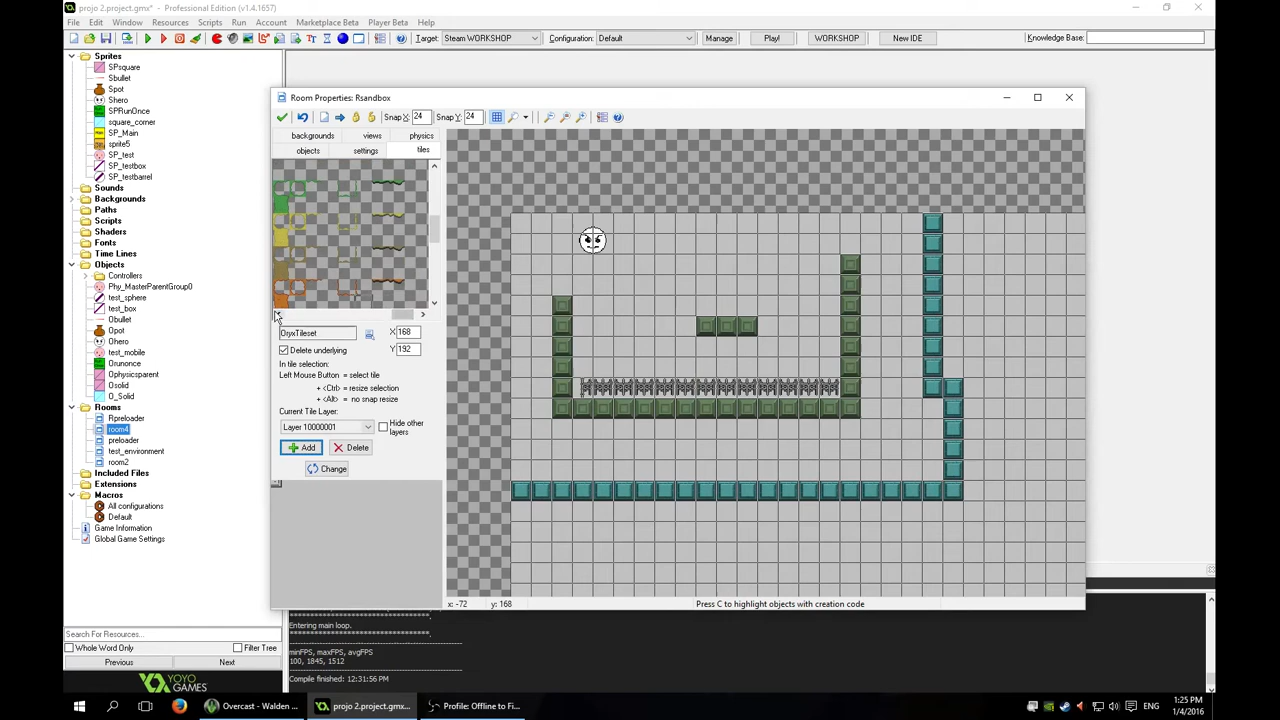 projo 2.project.gmx* - Professional Edition (v1.4.1657)
File Edit Window Resources Scripts Run Account Marketplace Beta Player Beta Help
Target: Steam WORKSHOP Configuration: Default Manage Play! WORKSHOP New IDE Knowledge Base:
Sprites
SPsquare
Sbullet
Spot
Shero
SPRunOnce
square_corner
SP_Main
sprite5
SP_test
SP_testbox
SP_testbarrel
Sounds
Backgrounds
Paths
Scripts
Shaders
Fonts
Time Lines
Objects
Controllers
Phy_MasterParentGroup0
test_sphere
test_box
Obullet
Opot
Ohero
test_mobile
Orunonce
Ophysicsparent
Osolid
O_Solid
Rooms
Rpreloader
room4
preloader
test_environment
room2
Included Files
Extensions
Macros
All configurations
Default
Game Information
Global Game Settings
Search For Resources...
Whole Word Only Filter Tree
Previous Next
YOYO
GAMES
Room Properties: Rsandbox
Snap X: 24 Snap Y: 24
backgrounds views physics
objects settings tiles
OryxTileset X 168
Delete underlying Y 192
In tile selection:
Left Mouse Button = select tile
+ <Ctrl> = resize selection
+ <Alt> = no snap resize
Current Tile Layer:
Layer 10000001 Hide other layers
Add Delete
Change
x: -72 y: 168 Press C to highlight objects with creation code
Entering main loop.
minFPS, maxFPS, avgFPS
100, 1845, 1512
Compile finished: 12:31:56 PM
Overcast - Walden ... projo 2.project.gmx... Profile: Offline to Fi... ENG 1:25 PM
1/4/2016